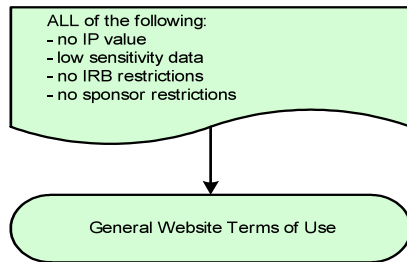 ALL of the following:
- no IP value
- low sensitivity data
- no IRB restrictions
- no sponsor restrictions
General Website Terms of Use